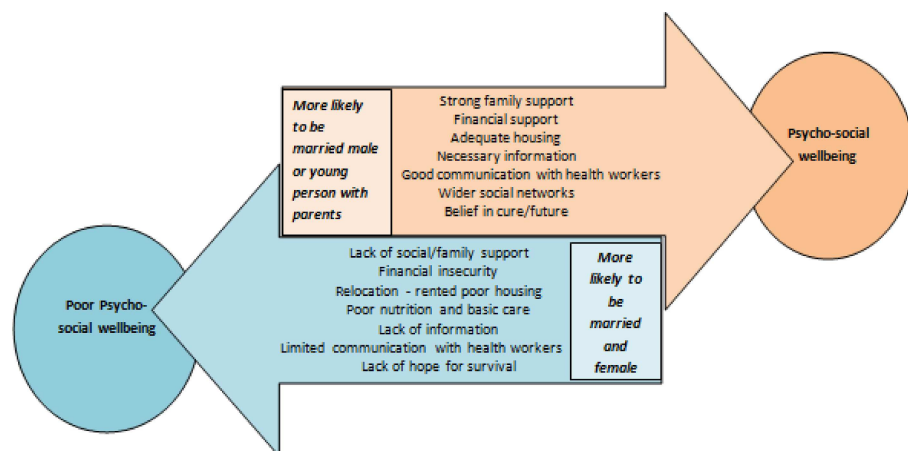 More likely
to be
married male
or young
person with
parents
Strong family support
Financial support
Adequate housing
Necessary information
Good communication with health workers
Wider social networks
Belief in cure/future
Psycho-social
wellbeing
Poor Psycho-
social wellbeing
Lack of social/family support
Financial insecurity
Relocation - rented poor housing
Poor nutrition and basic care
Lack of information
Limited communication with health workers
Lack of hope for survival
More
likely to
be
married
and
female